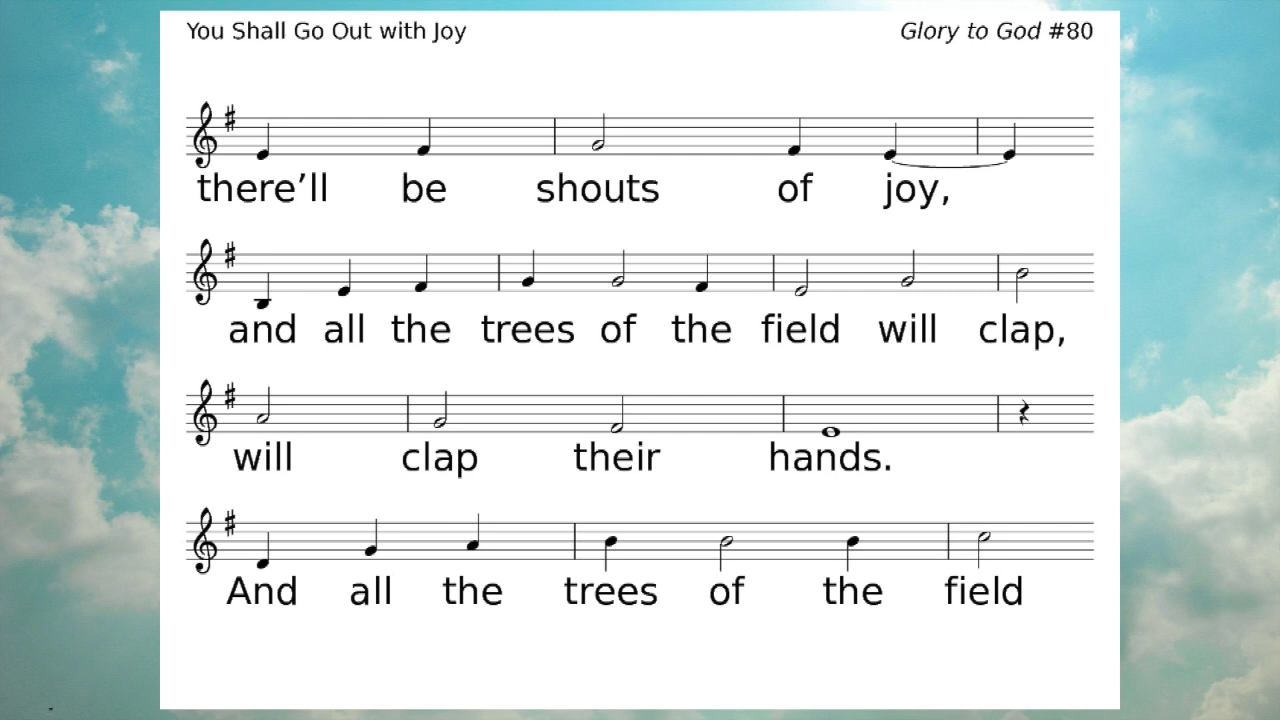 You Shall Go Out with Joy
Glory to God #80
there’ll be shouts of joy,
and all the trees of the field will clap,
will clap their hands.
And all the trees of the field